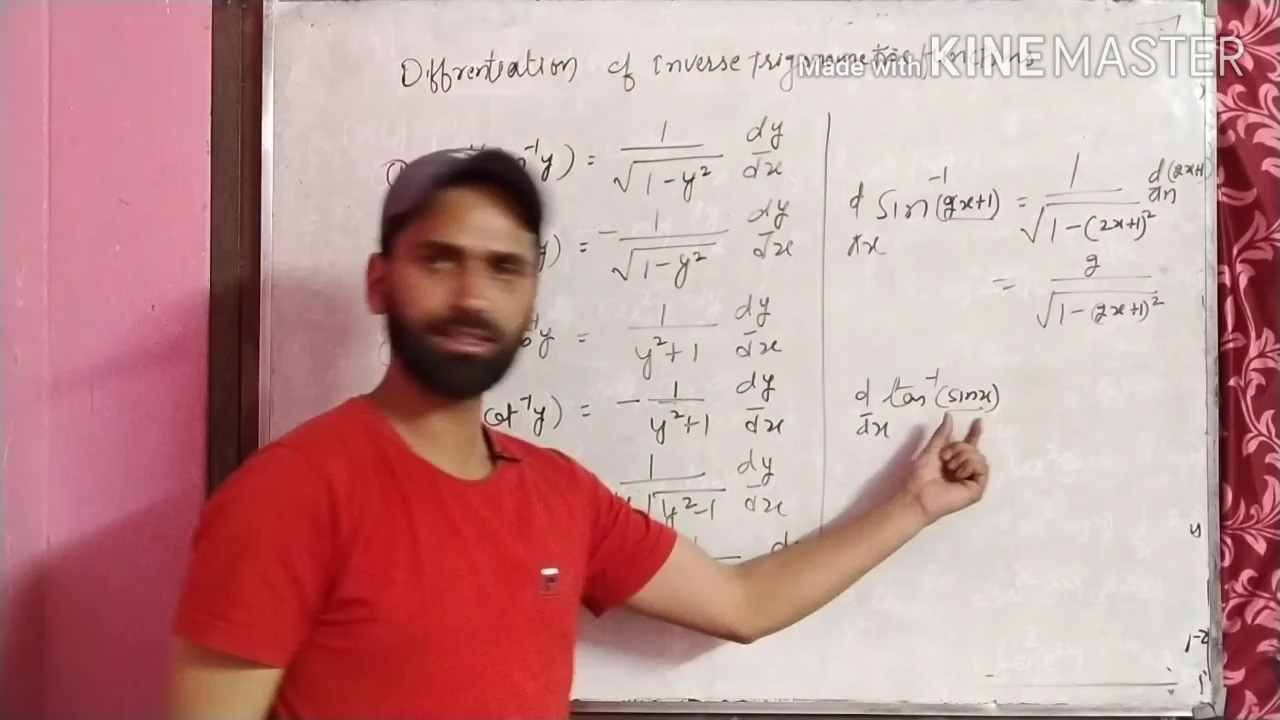 Diffrentiation of inverse trigonometric functions
Made with KINEMASTER
y) = 1/√(1-y²) dy/dx
) = - 1/√(1-y²) dy/dx
y = 1/(y²+1) dy/dx
cot⁻¹y) = - 1/(y²+1) dy/dx
1/√(y²-1) dy/dx
d/dx sin⁻¹(2x+1) = 1/√(1-(2x+1)²) d/dx (2x+1)
= 2/√(1-(2x+1)²)
d/dx tan⁻¹(sinx)